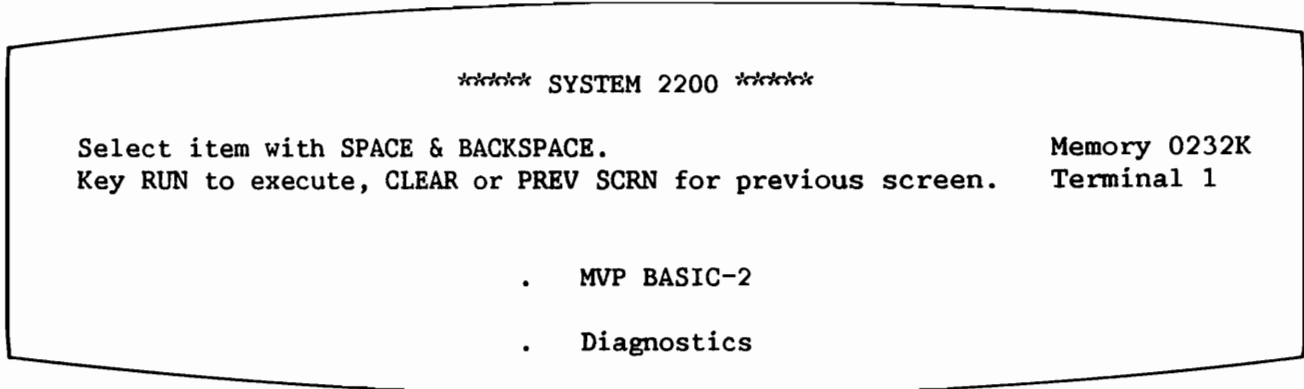 ***** SYSTEM 2200 *****
Select item with SPACE & BACKSPACE. Memory 0232K
Key RUN to execute, CLEAR or PREV SCRN for previous screen. Terminal 1
. MVP BASIC-2
. Diagnostics